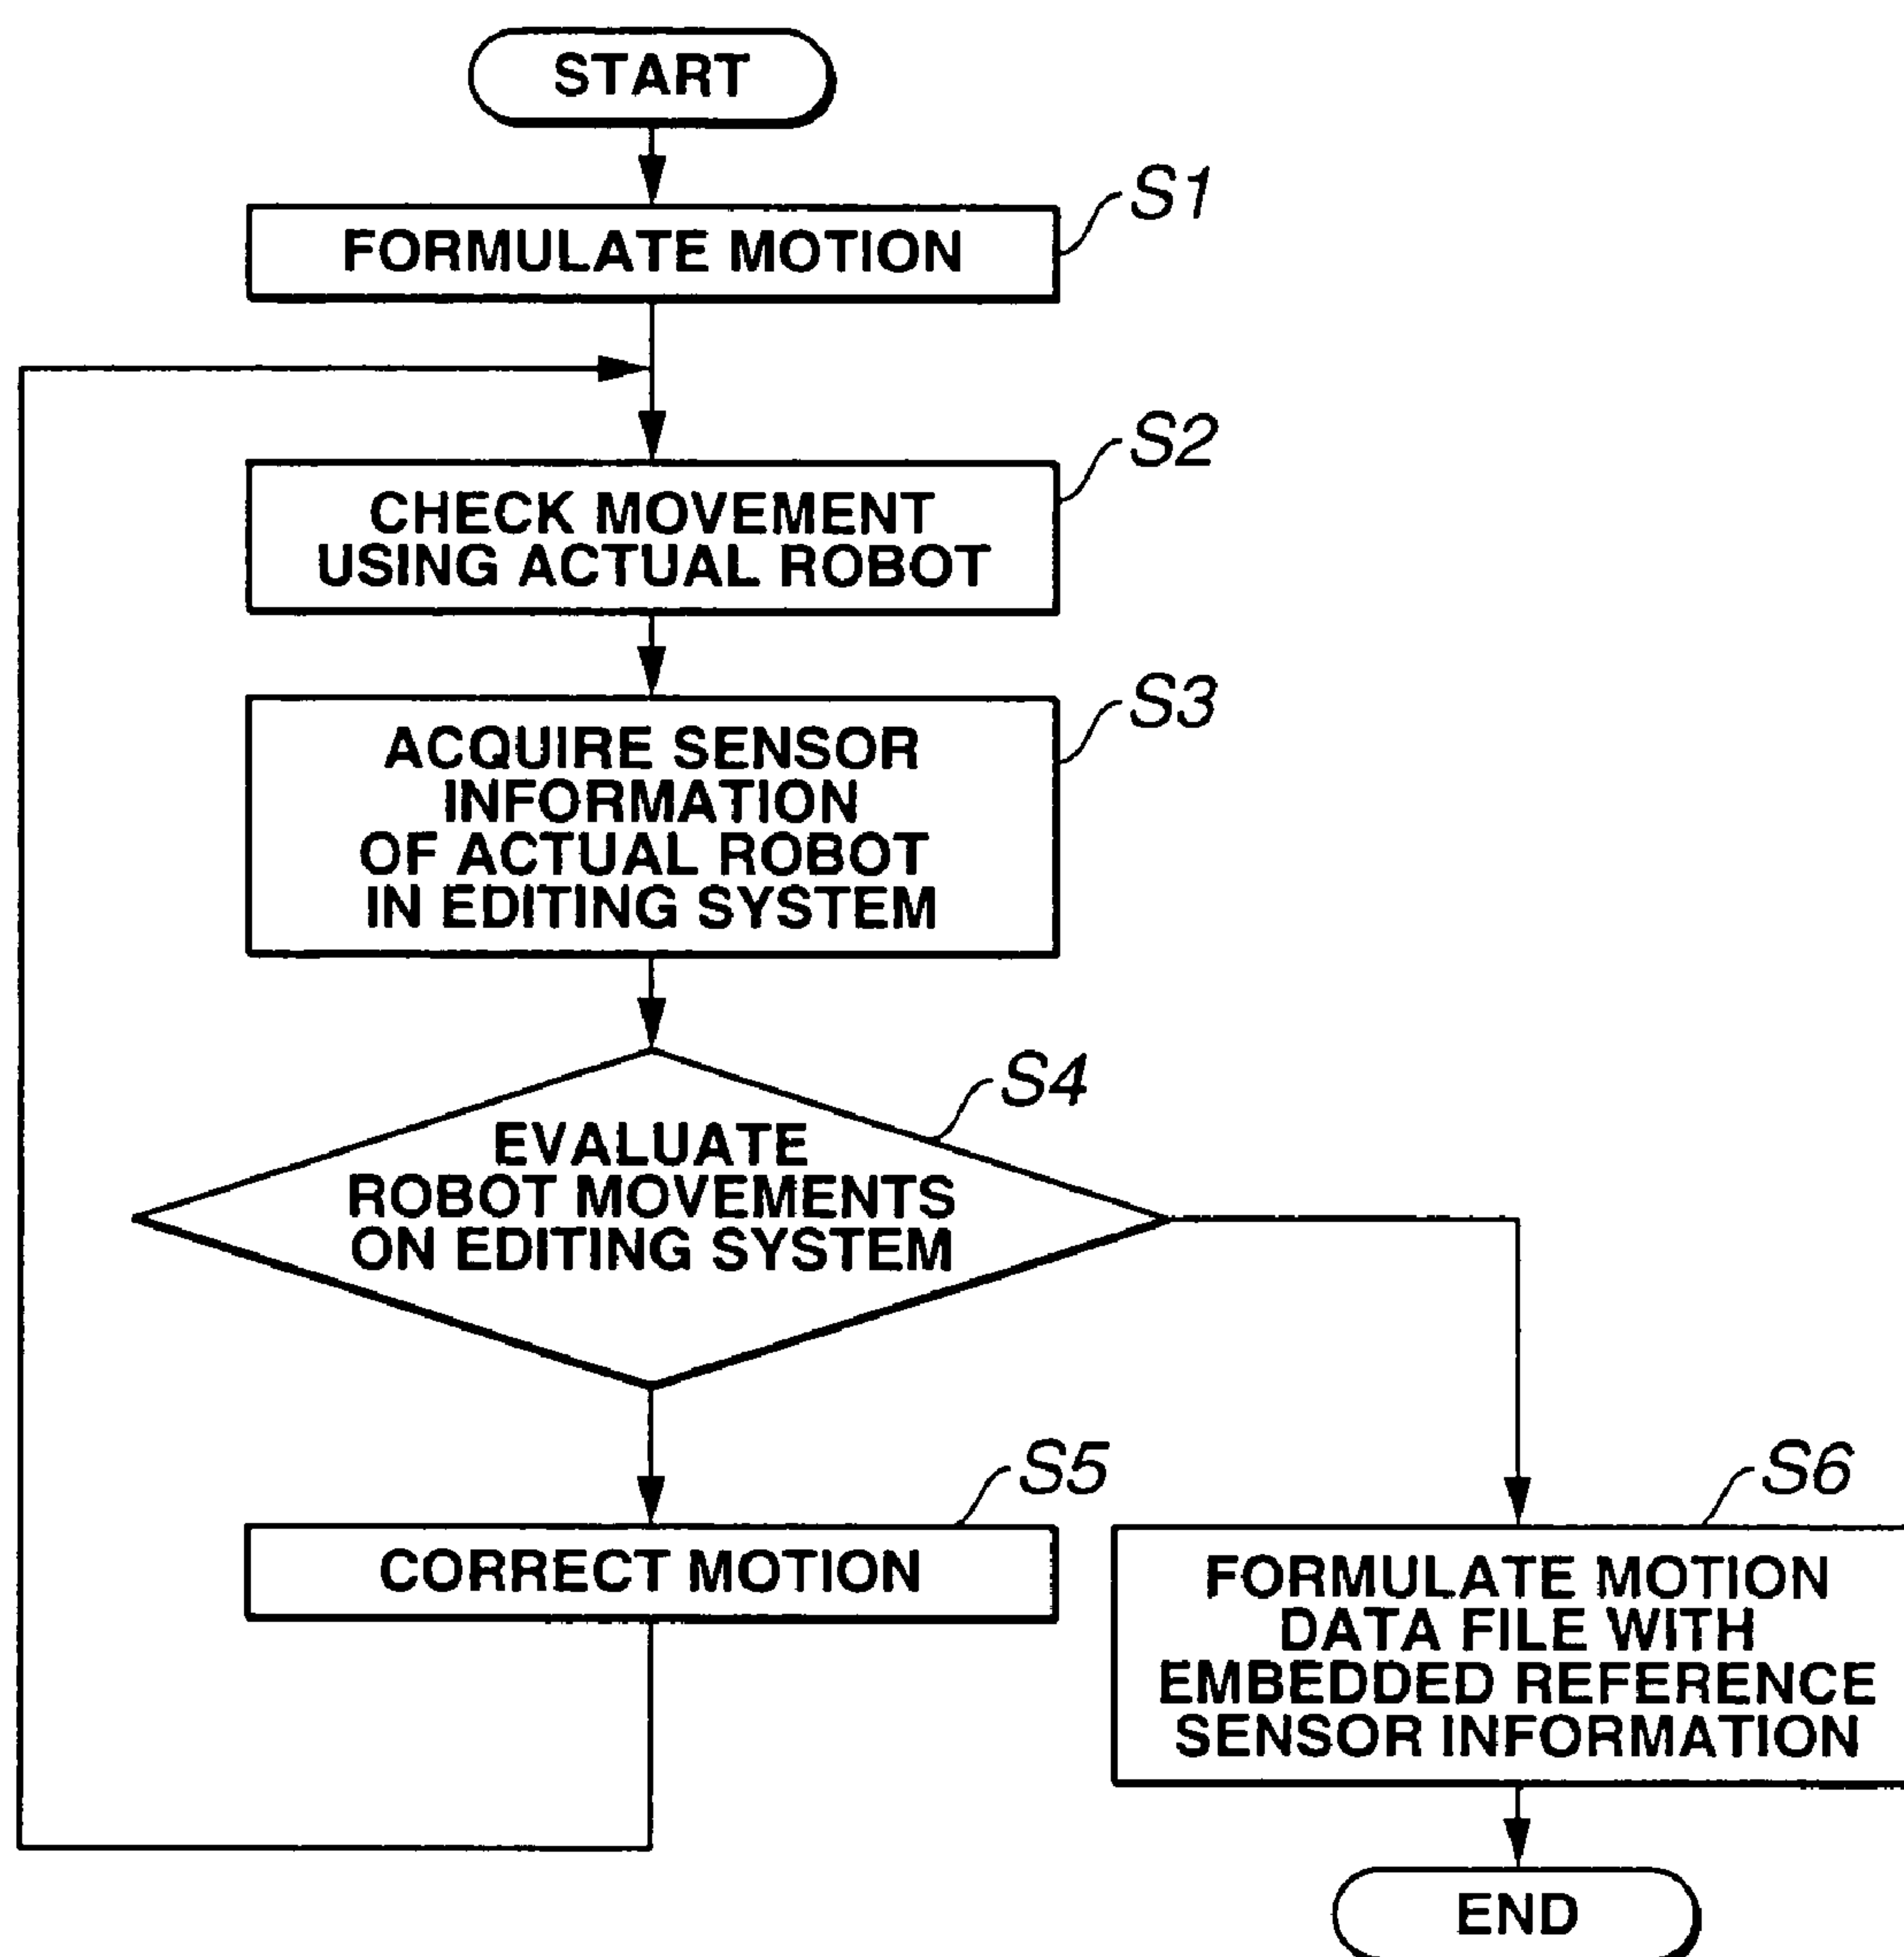 START
S1
FORMULATE MOTION
S2
CHECK MOVEMENT
USING ACTUAL ROBOT
S3
ACQUIRE SENSOR
INFORMATION
OF ACTUAL ROBOT
IN EDITING SYSTEM
S4
EVALUATE
ROBOT MOVEMENTS
ON EDITING SYSTEM
S5
CORRECT MOTION
S6
FORMULATE MOTION
DATA FILE WITH
EMBEDDED REFERENCE
SENSOR INFORMATION
END